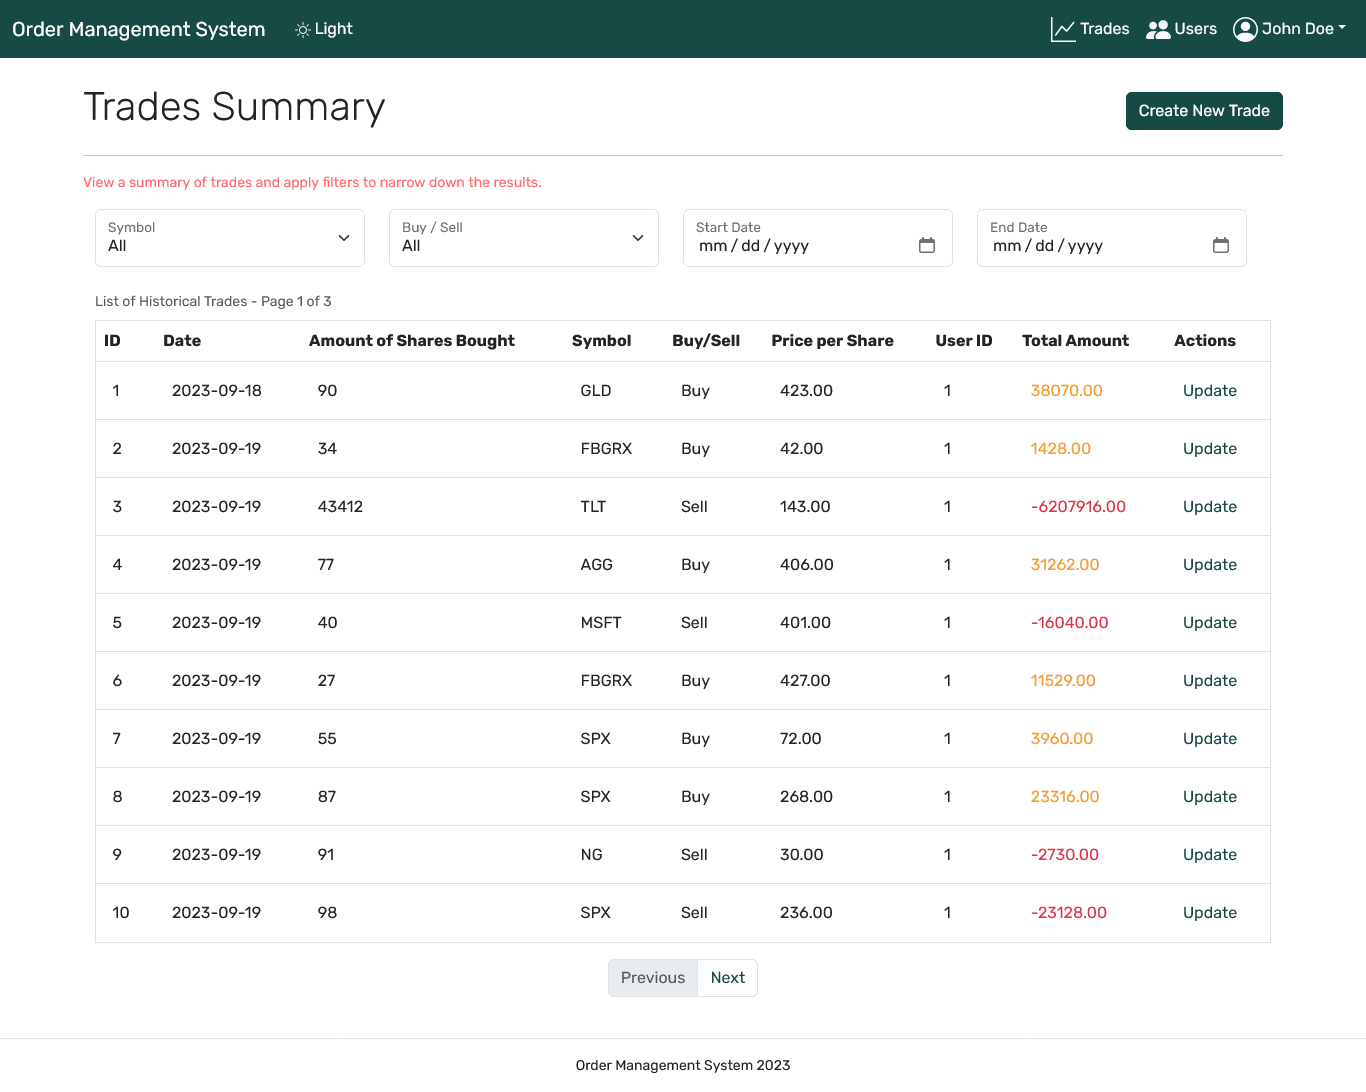 Order Management System Light Trades Users John Doe
Trades Summary
Create New Trade
View a summary of trades and apply filters to narrow down the results.
Symbol Buy / Sell Start Date End Date
All All mm / dd / yyyy mm / dd / yyyy
List of Historical Trades - Page 1 of 3
ID Date Amount of Shares Bought Symbol Buy/Sell Price per Share User ID Total Amount Actions
1 2023-09-18 90 GLD Buy 423.00 1 38070.00 Update
2 2023-09-19 34 FBGRX Buy 42.00 1 1428.00 Update
3 2023-09-19 43412 TLT Sell 143.00 1 -6207916.00 Update
4 2023-09-19 77 AGG Buy 406.00 1 31262.00 Update
5 2023-09-19 40 MSFT Sell 401.00 1 -16040.00 Update
6 2023-09-19 27 FBGRX Buy 427.00 1 11529.00 Update
7 2023-09-19 55 SPX Buy 72.00 1 3960.00 Update
8 2023-09-19 87 SPX Buy 268.00 1 23316.00 Update
9 2023-09-19 91 NG Sell 30.00 1 -2730.00 Update
10 2023-09-19 98 SPX Sell 236.00 1 -23128.00 Update
Previous Next
Order Management System 2023